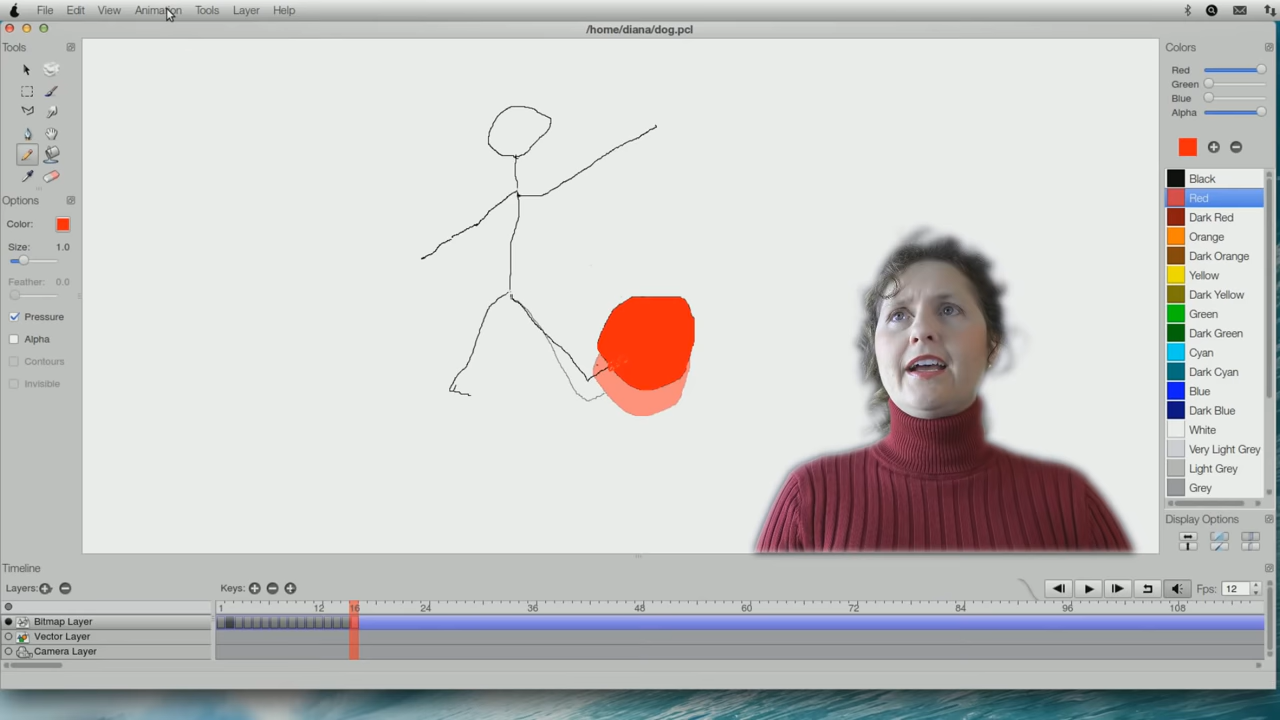 File Edit View Animation Tools Layer Help
/home/diana/dog.pcl
Tools
Options
Color:
Size: 1.0
Feather: 0.0
Pressure
Alpha
Contours
Invisible
Colors
Red
Green
Blue
Alpha
Black
Red
Dark Red
Orange
Dark Orange
Yellow
Dark Yellow
Green
Dark Green
Cyan
Dark Cyan
Blue
Dark Blue
White
Very Light Grey
Light Grey
Grey
Display Options
Timeline
Layers: Keys: Fps: 12
1 12 16 24 36 48 60 72 84 96 108
Bitmap Layer
Vector Layer
Camera Layer